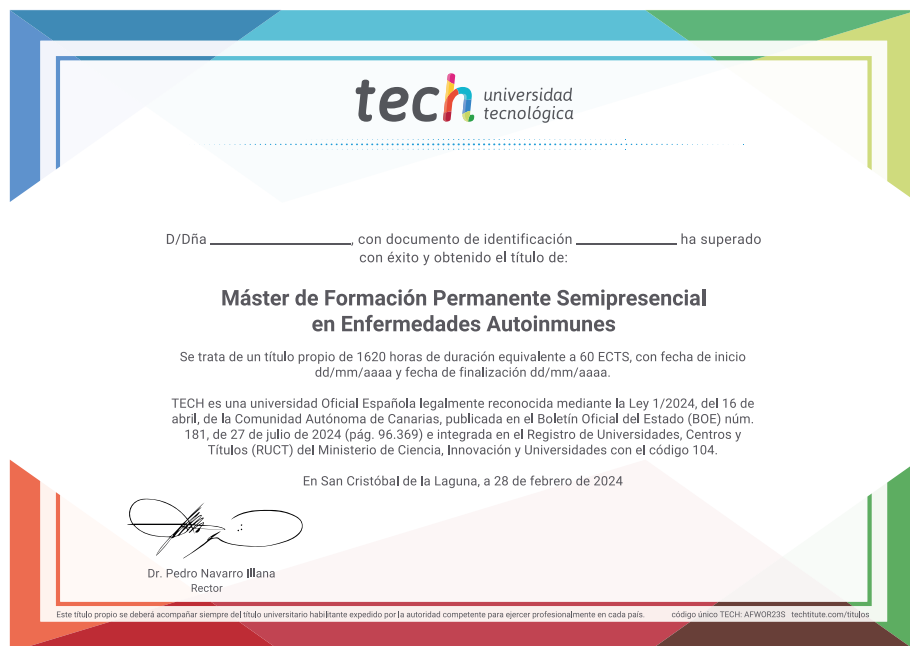 tech universidad
tecnológica
D/Dña ____________________, con documento de identificación ______________ ha superado
con éxito y obtenido el título de:
Máster de Formación Permanente Semipresencial
en Enfermedades Autoinmunes
Se trata de un título propio de 1620 horas de duración equivalente a 60 ECTS, con fecha de inicio
dd/mm/aaaa y fecha de finalización dd/mm/aaaa.
TECH es una universidad Oficial Española legalmente reconocida mediante la Ley 1/2024, del 16 de
abril, de la Comunidad Autónoma de Canarias, publicada en el Boletín Oficial del Estado (BOE) núm.
181, de 27 de julio de 2024 (pág. 96.369) e integrada en el Registro de Universidades, Centros y
Títulos (RUCT) del Ministerio de Ciencia, Innovación y Universidades con el código 104.
En San Cristóbal de la Laguna, a 28 de febrero de 2024
Dr. Pedro Navarro Illana
Rector
Este título propio se deberá acompañar siempre del título universitario habilitante expedido por la autoridad competente para ejercer profesionalmente en cada país. código único TECH: AFWOR23S techtitute.com/titulos